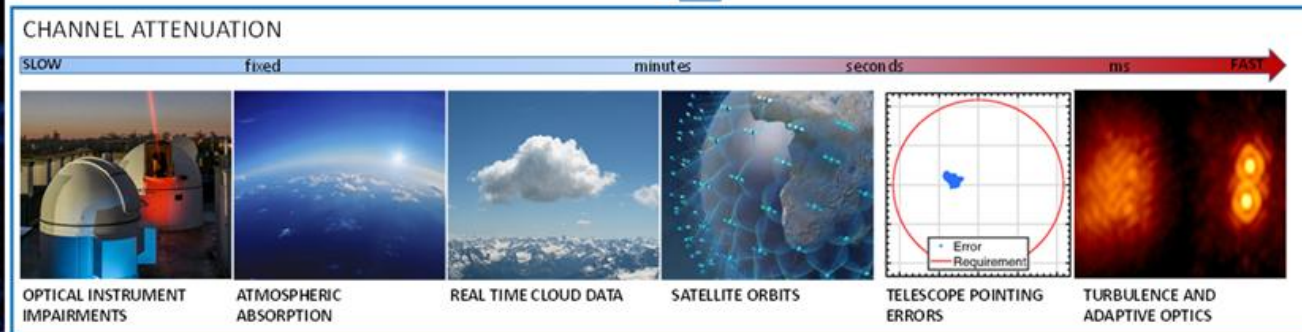 CHANNEL ATTENUATION
SLOW fixed minutes seconds ms FAST
Error
Requirement
OPTICAL INSTRUMENT
IMPAIRMENTS
ATMOSPHERIC
ABSORPTION
REAL TIME CLOUD DATA
SATELLITE ORBITS
TELESCOPE POINTING
ERRORS
TURBULENCE AND
ADAPTIVE OPTICS